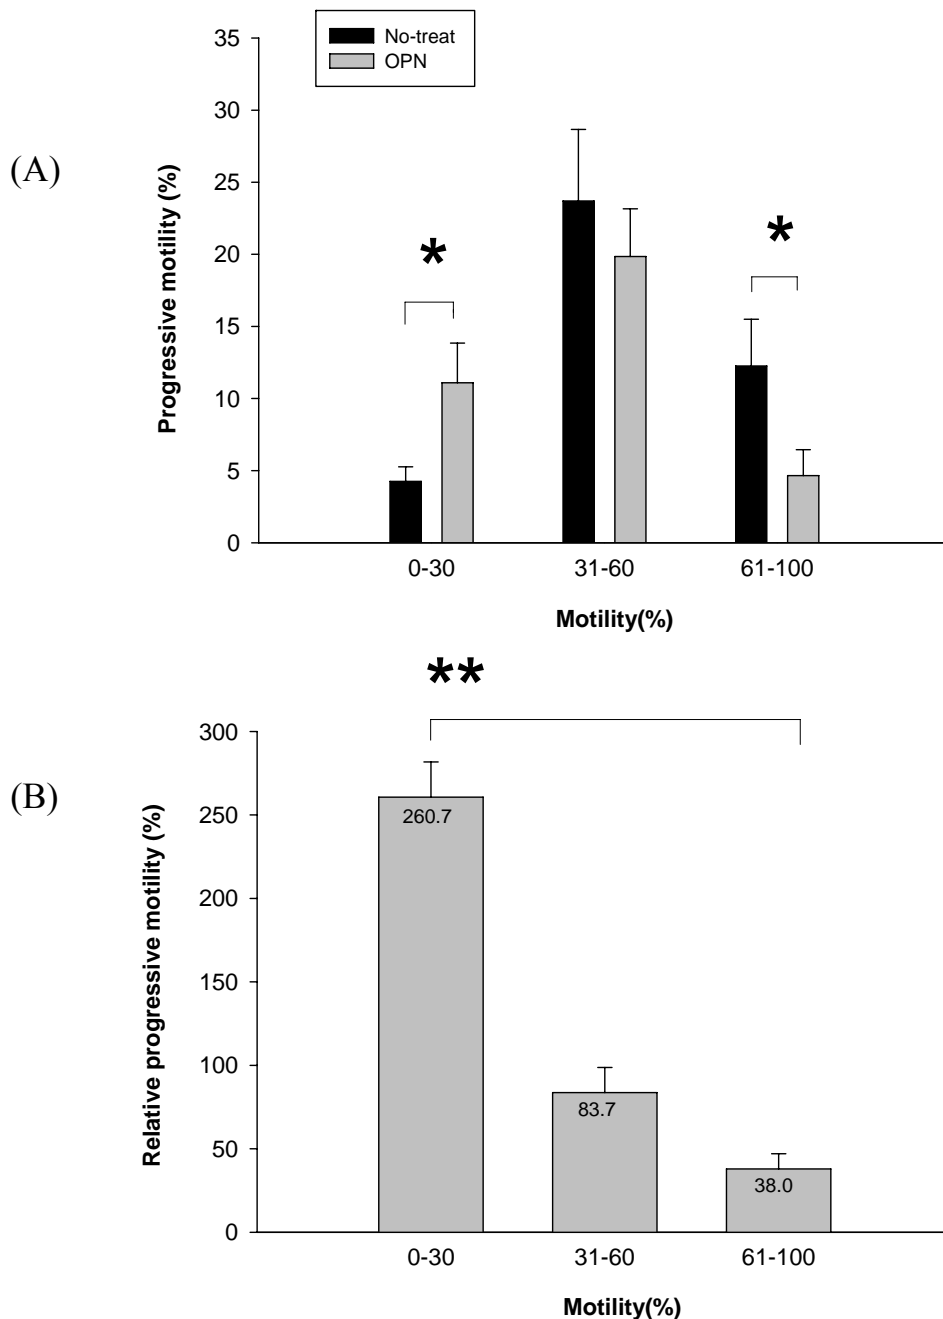 No-treat
OPN
(A)
Progressive motility (%)
35
30
25
20
15
10
5
0
*
*
0-30 31-60 61-100
Motility(%)
**
(B)
Relative progressive motility (%)
300
250
200
150
100
50
0
260.7
83.7
38.0
0-30 31-60 61-100
Motility(%)